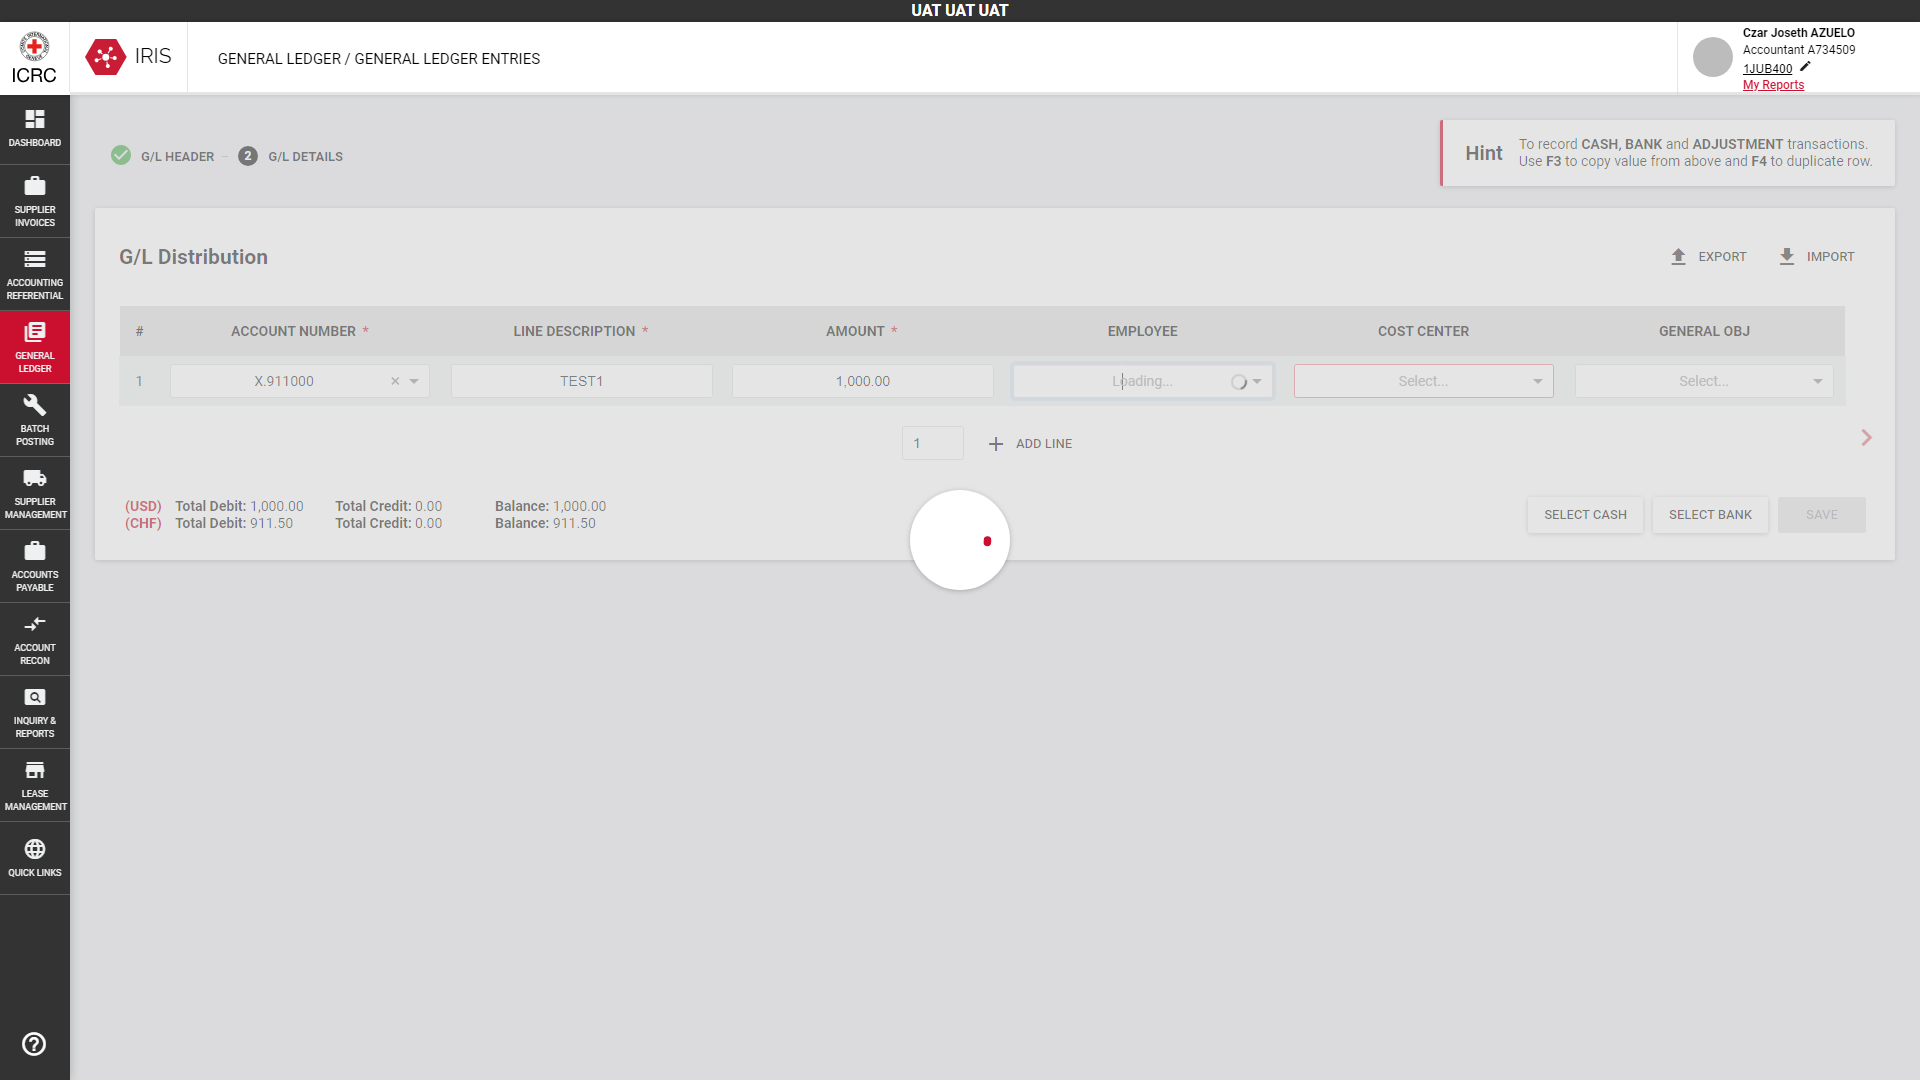 UAT UAT UAT
ICRC
IRIS
GENERAL LEDGER / GENERAL LEDGER ENTRIES
Czar Joseth AZUELO
Accountant A734509
1JUB400
My Reports
DASHBOARD
SUPPLIER
INVOICES
ACCOUNTING
REFERENTIAL
GENERAL
LEDGER
BATCH
POSTING
SUPPLIER
MANAGEMENT
ACCOUNTS
PAYABLE
ACCOUNT
RECON
INQUIRY &
REPORTS
LEASE
MANAGEMENT
QUICK LINKS
G/L HEADER
2 G/L DETAILS
Hint
To record CASH, BANK and ADJUSTMENT transactions.
Use F3 to copy value from above and F4 to duplicate row.
G/L Distribution
EXPORT IMPORT
# ACCOUNT NUMBER * LINE DESCRIPTION * AMOUNT * EMPLOYEE COST CENTER GENERAL OBJ
1 X.911000 × TEST1 1,000.00 Loading... Select... Select...
1 ADD LINE
(USD) Total Debit: 1,000.00 Total Credit: 0.00 Balance: 1,000.00
(CHF) Total Debit: 911.50 Total Credit: 0.00 Balance: 911.50
SELECT CASH SELECT BANK SAVE